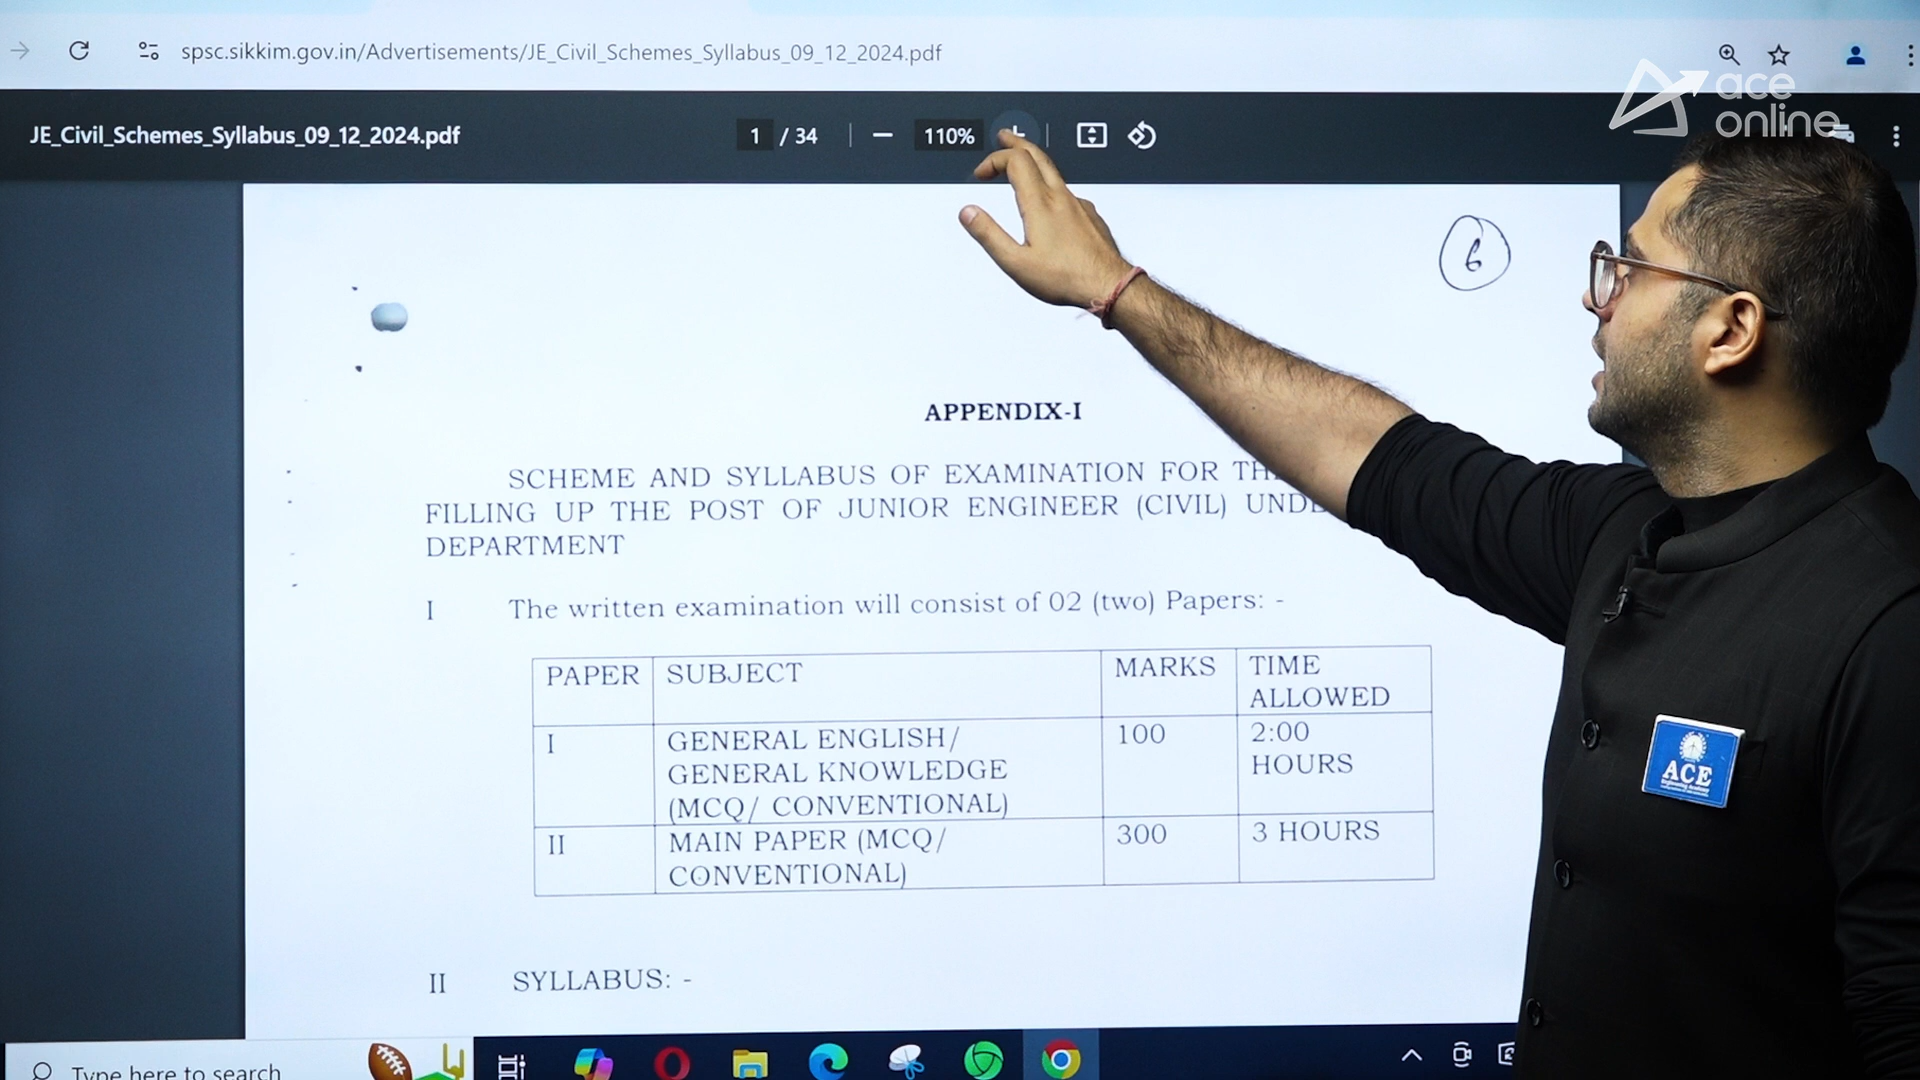 spsc.sikkim.gov.in/Advertisements/JE_Civil_Schemes_Syllabus_09_12_2024.pdf
ace
online
JE_Civil_Schemes_Syllabus_09_12_2024.pdf
1 / 34
110%
6
APPENDIX-I
SCHEME AND SYLLABUS OF EXAMINATION FOR
FILLING UP THE POST OF JUNIOR ENGINEER (CIVIL)
DEPARTMENT
I The written examination will consist of 02 (two) Papers: -
PAPER SUBJECT MARKS TIME
ALLOWED
I GENERAL ENGLISH/ 100 2:00
GENERAL KNOWLEDGE HOURS
(MCQ/ CONVENTIONAL)
II MAIN PAPER (MCQ/ 300 3 HOURS
CONVENTIONAL)
ACE
Engineering Academy
II SYLLABUS: -
Type here to search